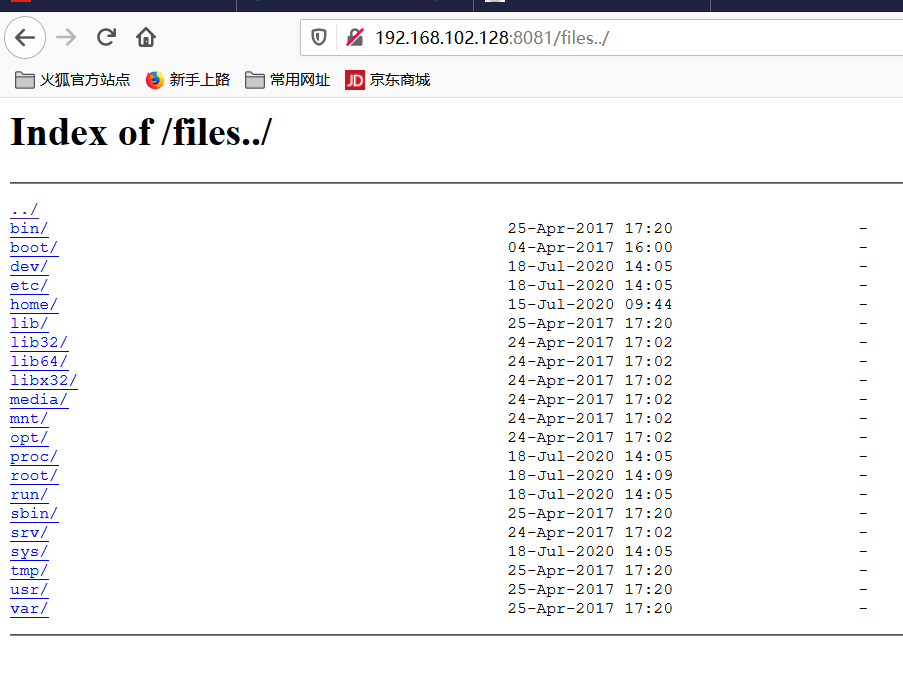 192.168.102.128:8081/files../
火狐官方站点 新手上路 常用网址 JD 京东商城
Index of /files../
../
bin/ 25-Apr-2017 17:20 -
boot/ 04-Apr-2017 16:00 -
dev/ 18-Jul-2020 14:05 -
etc/ 18-Jul-2020 14:05 -
home/ 15-Jul-2020 09:44 -
lib/ 25-Apr-2017 17:20 -
lib32/ 24-Apr-2017 17:02 -
lib64/ 24-Apr-2017 17:02 -
libx32/ 24-Apr-2017 17:02 -
media/ 24-Apr-2017 17:02 -
mnt/ 24-Apr-2017 17:02 -
opt/ 24-Apr-2017 17:02 -
proc/ 18-Jul-2020 14:05 -
root/ 18-Jul-2020 14:09 -
run/ 18-Jul-2020 14:05 -
sbin/ 25-Apr-2017 17:20 -
srv/ 24-Apr-2017 17:02 -
sys/ 18-Jul-2020 14:05 -
tmp/ 25-Apr-2017 17:20 -
usr/ 25-Apr-2017 17:20 -
var/ 25-Apr-2017 17:20 -